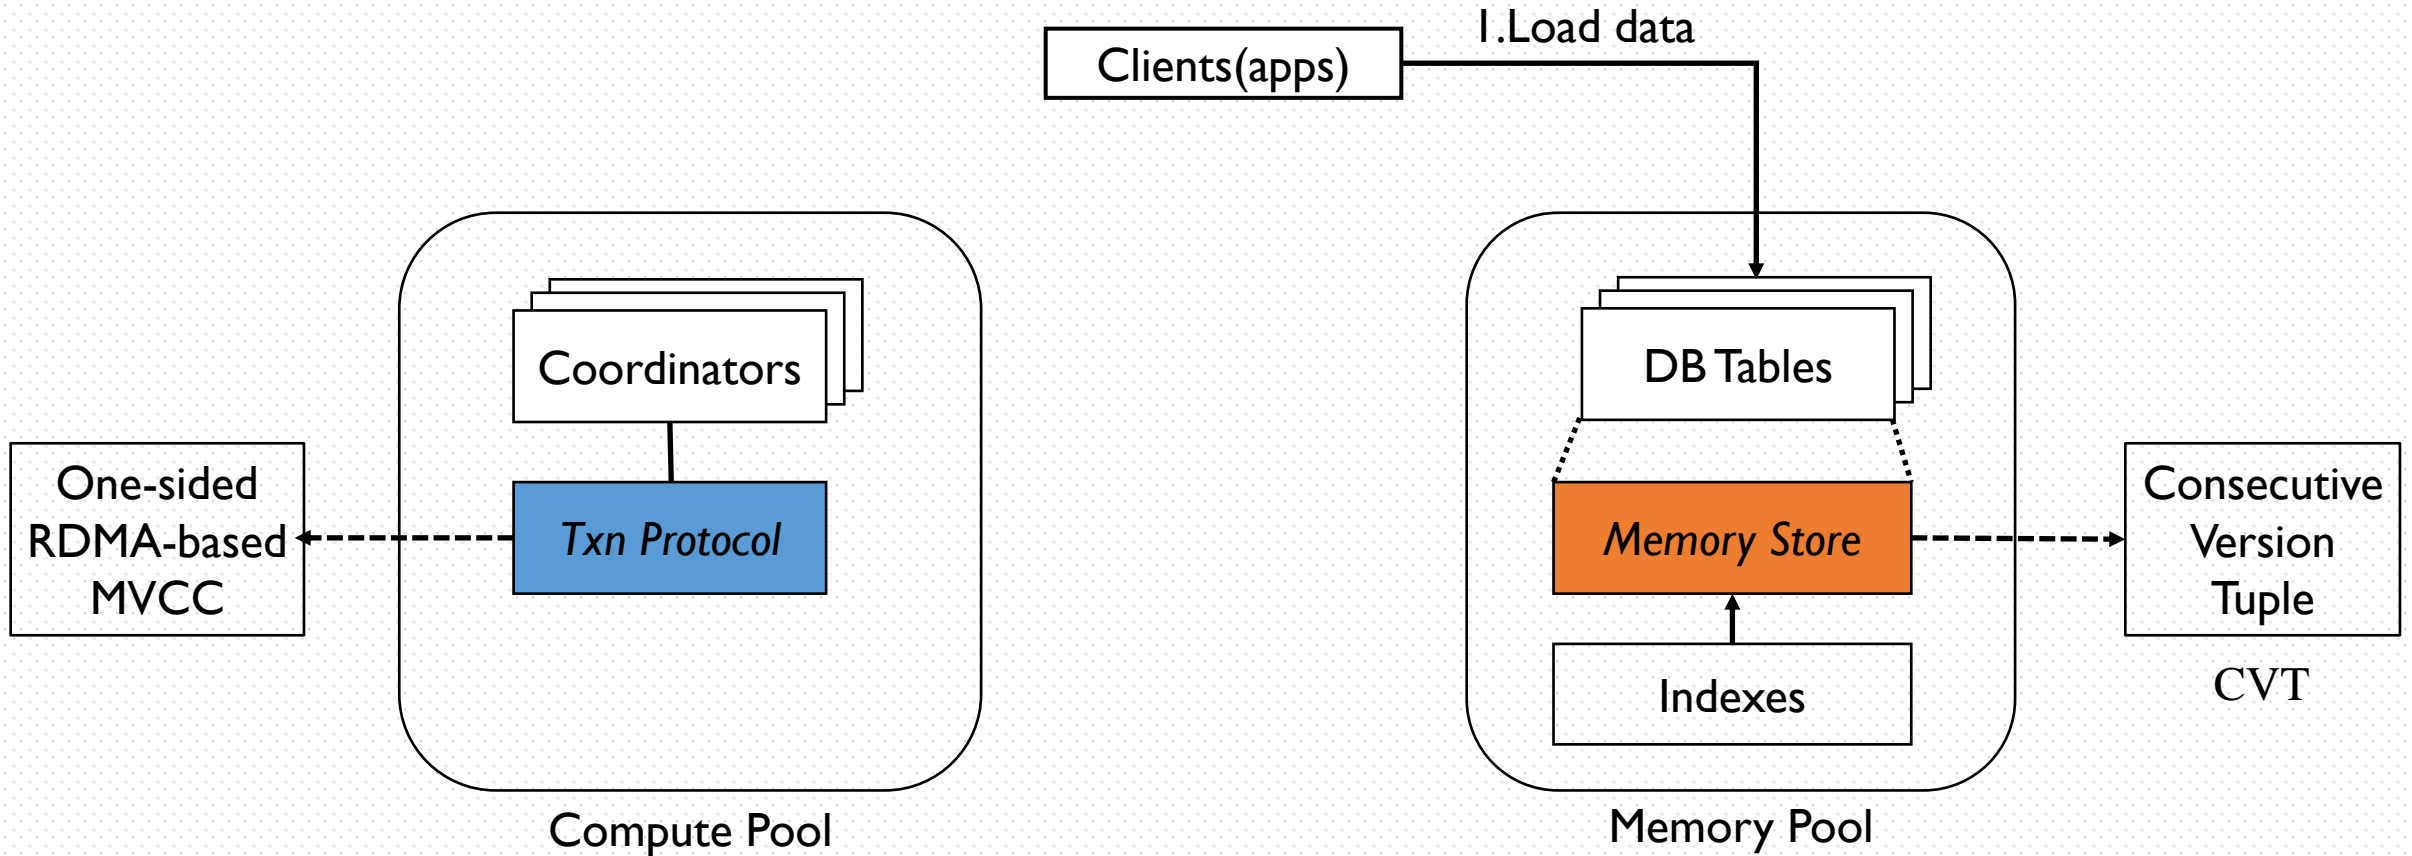 1.Load data
Clients(apps)
Coordinators
DB Tables
One-sided
RDMA-based
MVCC
Txn Protocol
Memory Store
Consecutive
Version
Tuple
Indexes
CVT
Compute Pool
Memory Pool